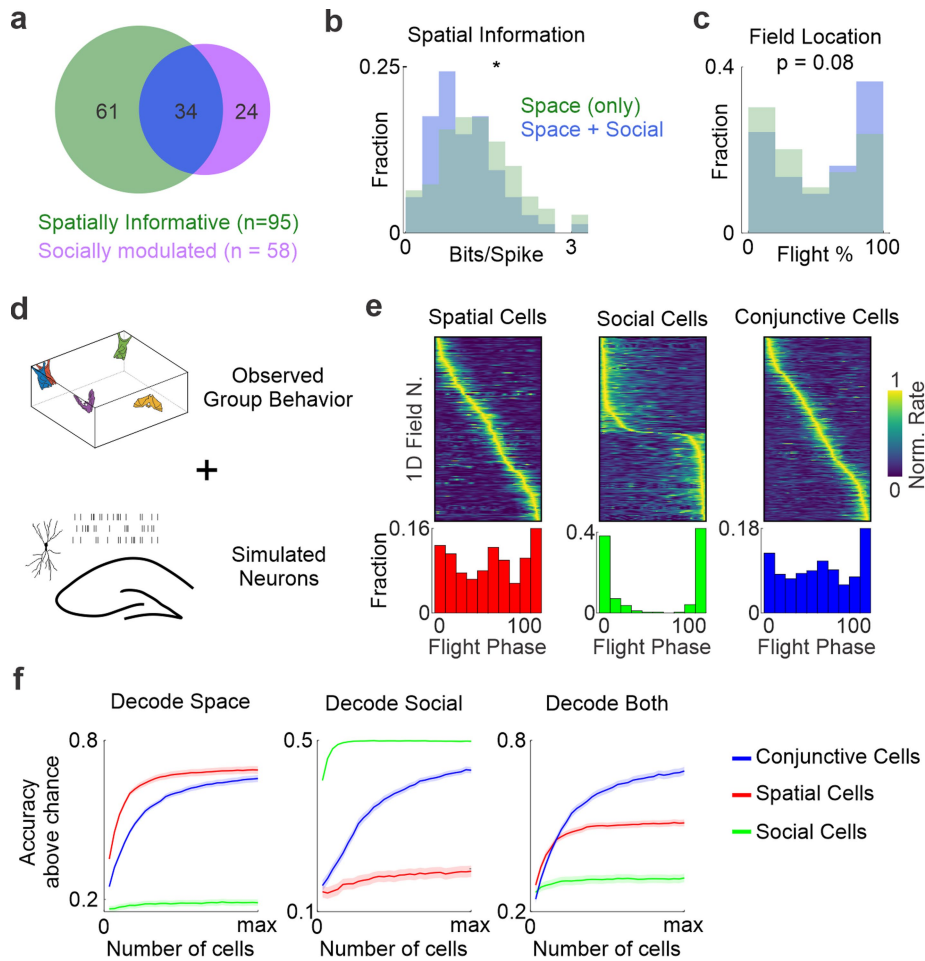 a
61
34
24
Spatially Informative (n=95)
Socially modulated (n = 58)
b
Spatial Information
*
0.25
Space (only)
Space + Social
Fraction
0
0
3
Bits/Spike
c
Field Location
p = 0.08
0.4
Fraction
0
0
100
Flight %
d
Observed
Group Behavior
+
Simulated
Neurons
e
Spatial Cells
Social Cells
Conjunctive Cells
1D Field N.
1
0
Norm. Rate
0.16
0.4
0.18
Fraction
0
0
0
0
100
0
100
0
100
Flight Phase
Flight Phase
Flight Phase
f
Decode Space
Decode Social
Decode Both
0.8
0.5
0.8
Accuracy
above chance
Conjunctive Cells
Spatial Cells
Social Cells
0.2
0.1
0.2
0
max
0
max
0
max
Number of cells
Number of cells
Number of cells